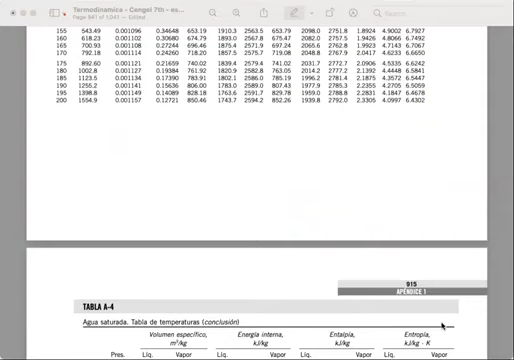 Termodinamica - Cengel 7th - es...
Page 941 of 1,041 — Edited
Search
155 543.49 0.001096 0.34648 653.19 1910.3 2563.5 653.79 2098.0 2751.8 1.8924 4.9002 6.7927
160 618.23 0.001102 0.30680 674.79 1893.0 2567.8 675.47 2082.0 2757.5 1.9426 4.8066 6.7492
165 700.93 0.001108 0.27244 696.46 1875.4 2571.9 697.24 2065.6 2762.8 1.9923 4.7143 6.7067
170 792.18 0.001114 0.24260 718.20 1857.5 2575.7 719.08 2048.8 2767.9 2.0417 4.6233 6.6650
175 892.60 0.001121 0.21659 740.02 1839.4 2579.4 741.02 2031.7 2772.7 2.0906 4.5335 6.6242
180 1002.8 0.001127 0.19384 761.92 1820.9 2582.8 763.05 2014.2 2777.2 2.1392 4.4448 6.5841
185 1123.5 0.001134 0.17390 783.91 1802.1 2586.0 785.19 1996.2 2781.4 2.1875 4.3572 6.5447
190 1255.2 0.001141 0.15636 806.00 1783.0 2589.0 807.43 1977.9 2785.3 2.2355 4.2705 6.5059
195 1398.8 0.001149 0.14089 828.18 1763.6 2591.7 829.78 1959.0 2788.8 2.2831 4.1847 6.4678
200 1554.9 0.001157 0.12721 850.46 1743.7 2594.2 852.26 1939.8 2792.0 2.3305 4.0997 6.4302
915
APÉNDICE 1
TABLA A-4
Agua saturada. Tabla de temperaturas (conclusión)
Volumen específico, Energía interna, Entalpía, Entropía,
m³/kg kJ/kg kJ/kg kJ/kg · K
Pres. Líq. Vapor Líq. Vapor Líq. Vapor Líq. Vapor